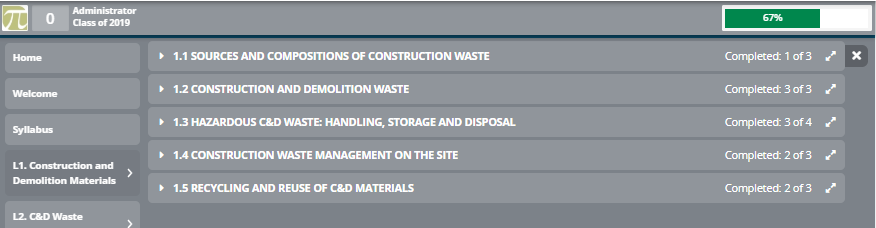 0
Administrator
Class of 2019
67%
Home
Welcome
Syllabus
L1. Construction and
Demolition Materials
L2. C&D Waste
1.1 SOURCES AND COMPOSITIONS OF CONSTRUCTION WASTE Completed: 1 of 3
1.2 CONSTRUCTION AND DEMOLITION WASTE Completed: 3 of 3
1.3 HAZARDOUS C&D WASTE: HANDLING, STORAGE AND DISPOSAL Completed: 3 of 4
1.4 CONSTRUCTION WASTE MANAGEMENT ON THE SITE Completed: 2 of 3
1.5 RECYCLING AND REUSE OF C&D MATERIALS Completed: 2 of 3